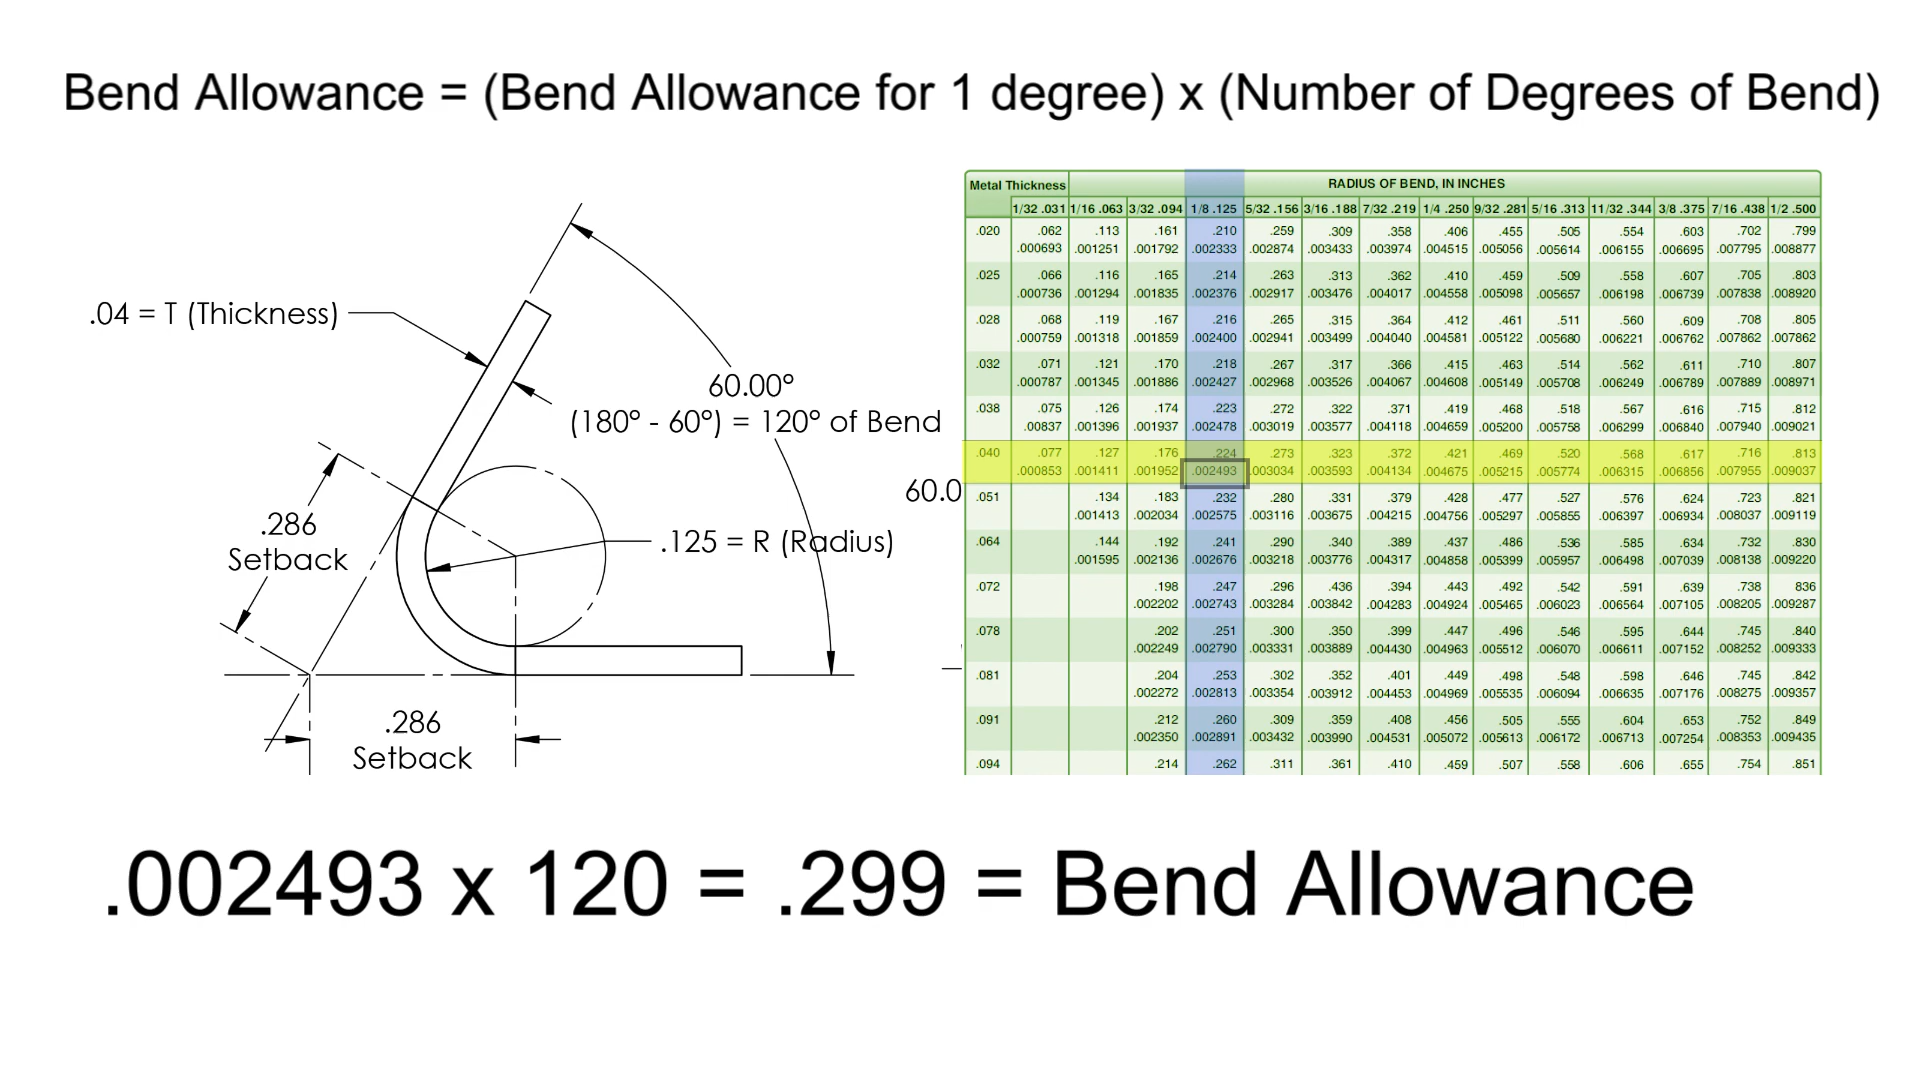 Bend Allowance = (Bend Allowance for 1 degree) x (Number of Degrees of Bend)
.04 = T (Thickness)
60.00°
(180° - 60°) = 120° of Bend
.286
Setback
.125 = R (Radius)
.286
Setback
60.0
Metal Thickness RADIUS OF BEND, IN INCHES
1/32 .031 1/16 .063 3/32 .094 1/8 .125 5/32 .156 3/16 .188 7/32 .219 1/4 .250 9/32 .281 5/16 .313 11/32 .344 3/8 .375 7/16 .438 1/2 .500
.020 .062 .113 .161 .210 .259 .309 .358 .406 .455 .505 .554 .603 .702 .799
.000693 .001251 .001792 .002333 .002874 .003433 .003974 .004515 .005056 .005614 .006155 .006695 .007795 .008877
.025 .066 .116 .165 .214 .263 .313 .362 .410 .459 .509 .558 .607 .705 .803
.000736 .001294 .001835 .002376 .002917 .003476 .004017 .004558 .005098 .005657 .006198 .006739 .007838 .008920
.028 .068 .119 .167 .216 .265 .315 .364 .412 .461 .511 .560 .609 .708 .805
.000759 .001318 .001859 .002400 .002941 .003499 .004040 .004581 .005122 .005680 .006221 .006762 .007862 .007862
.032 .071 .121 .170 .218 .267 .317 .366 .415 .463 .514 .562 .611 .710 .807
.000787 .001345 .001886 .002427 .002968 .003526 .004067 .004608 .005149 .005708 .006249 .006789 .007889 .008971
.038 .075 .126 .174 .223 .272 .322 .371 .419 .468 .518 .567 .616 .715 .812
.00837 .001396 .001937 .002478 .003019 .003577 .004118 .004659 .005200 .005758 .006299 .006840 .007940 .009021
.040 .077 .127 .176 .224 .273 .323 .372 .421 .469 .520 .568 .617 .716 .813
.000853 .001411 .001952 .002493 .003034 .003593 .004134 .004675 .005215 .005774 .006315 .006856 .007955 .009037
.051 .134 .183 .232 .280 .331 .379 .428 .477 .527 .576 .624 .723 .821
.001413 .002034 .002575 .003116 .003675 .004215 .004756 .005297 .005855 .006397 .006934 .008037 .009119
.064 .144 .192 .241 .290 .340 .389 .437 .486 .536 .585 .634 .732 .830
.001595 .002136 .002676 .003218 .003776 .004317 .004858 .005399 .005957 .006498 .007039 .008138 .009220
.072 .198 .247 .296 .436 .394 .443 .492 .542 .591 .639 .738 836
.002202 .002743 .003284 .003842 .004283 .004924 .005465 .006023 .006564 .007105 .008205 .009287
.078 .202 .251 .300 .350 .399 .447 .496 .546 .595 .644 .745 .840
.002249 .002790 .003331 .003889 .004430 .004963 .005512 .006070 .006611 .007152 .008252 .009333
.081 .204 .253 .302 .352 .401 .449 .498 .548 .598 .646 .745 .842
.002272 .002813 .003354 .003912 .004453 .004969 .005535 .006094 .006635 .007176 .008275 .009357
.091 .212 .260 .309 .359 .408 .456 .505 .555 .604 .653 .752 .849
.002350 .002891 .003432 .003990 .004531 .005072 .005613 .006172 .006713 .007254 .008353 .009435
.094 .214 .262 .311 .361 .410 .459 .507 .558 .606 .655 .754 .851
.002493 x 120 = .299 = Bend Allowance